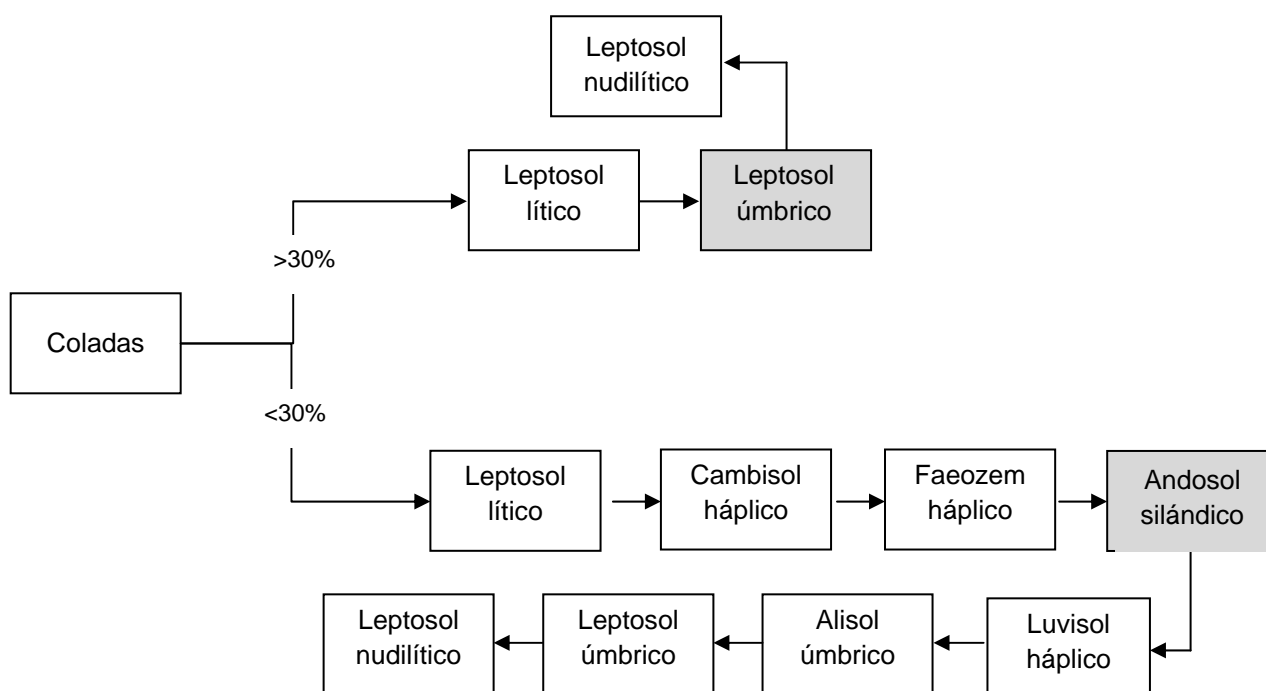 Leptosol
nudilítico
Leptosol
lítico
Leptosol
úmbrico
>30%
Coladas
<30%
Leptosol
lítico
Cambisol
háplico
Faeozem
háplico
Andosol
silándico
Leptosol
nudilítico
Leptosol
úmbrico
Alisol
úmbrico
Luvisol
háplico